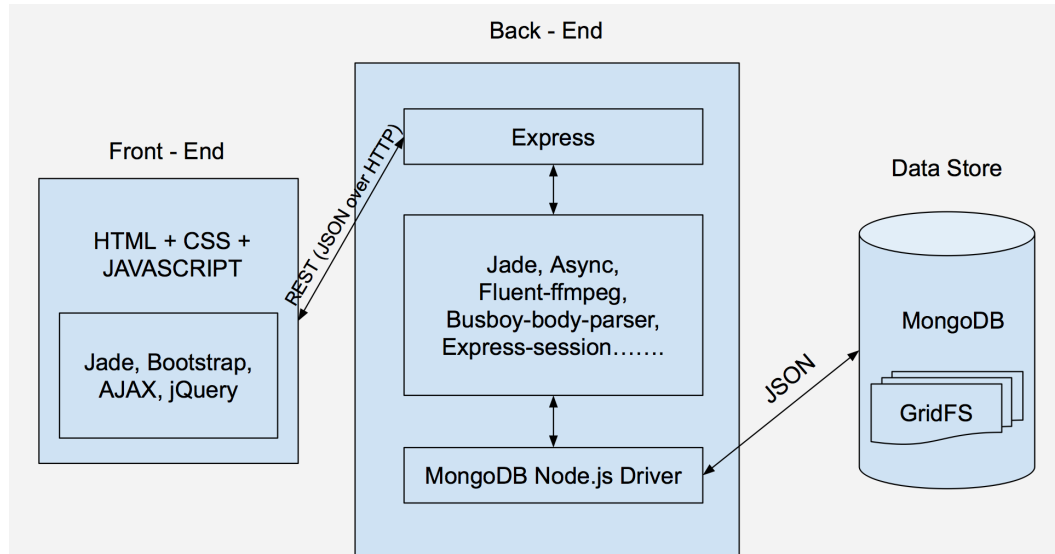 Back - End
Front - End
HTML + CSS +
JAVASCRIPT
Jade, Bootstrap,
AJAX, jQuery
REST (JSON over HTTP)
Express
Jade, Async,
Fluent-ffmpeg,
Busboy-body-parser,
Express-session…….
MongoDB Node.js Driver
JSON
Data Store
MongoDB
GridFS